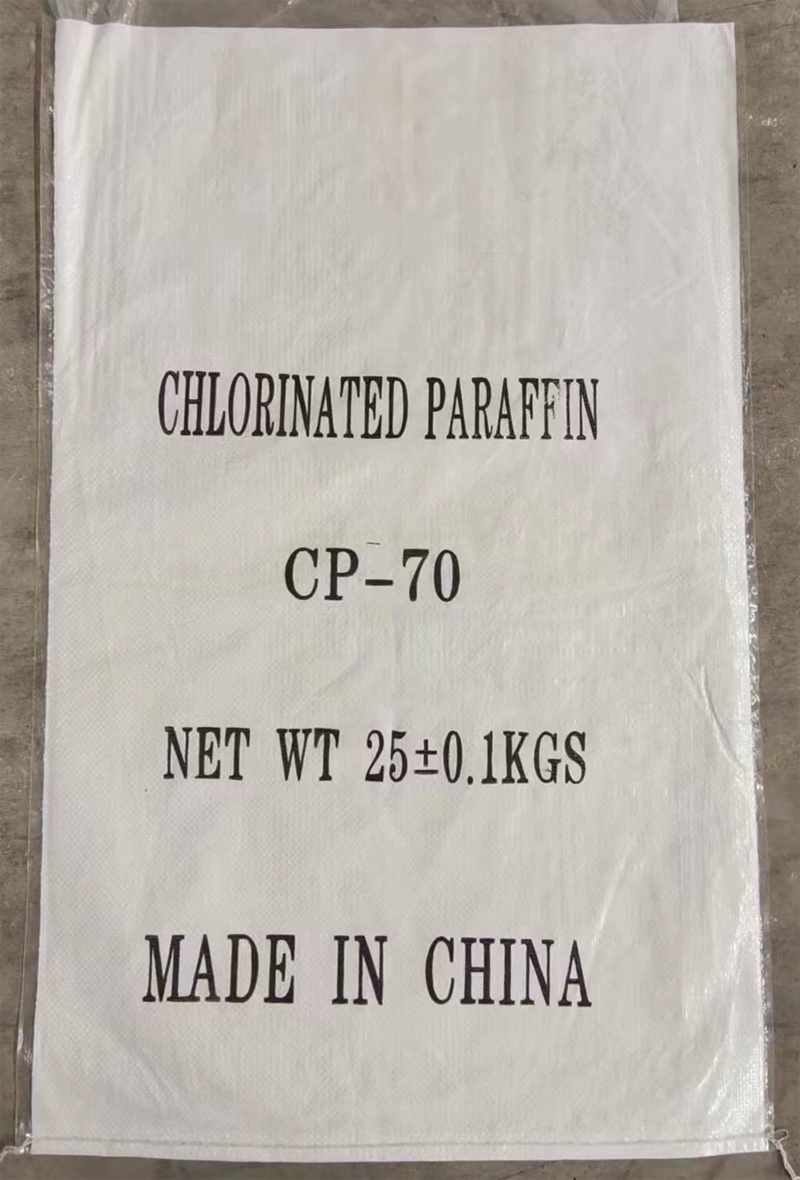 CHLORINATED PARAFFIN
CP-70
NET WT 25±0.1KGS
MADE IN CHINA